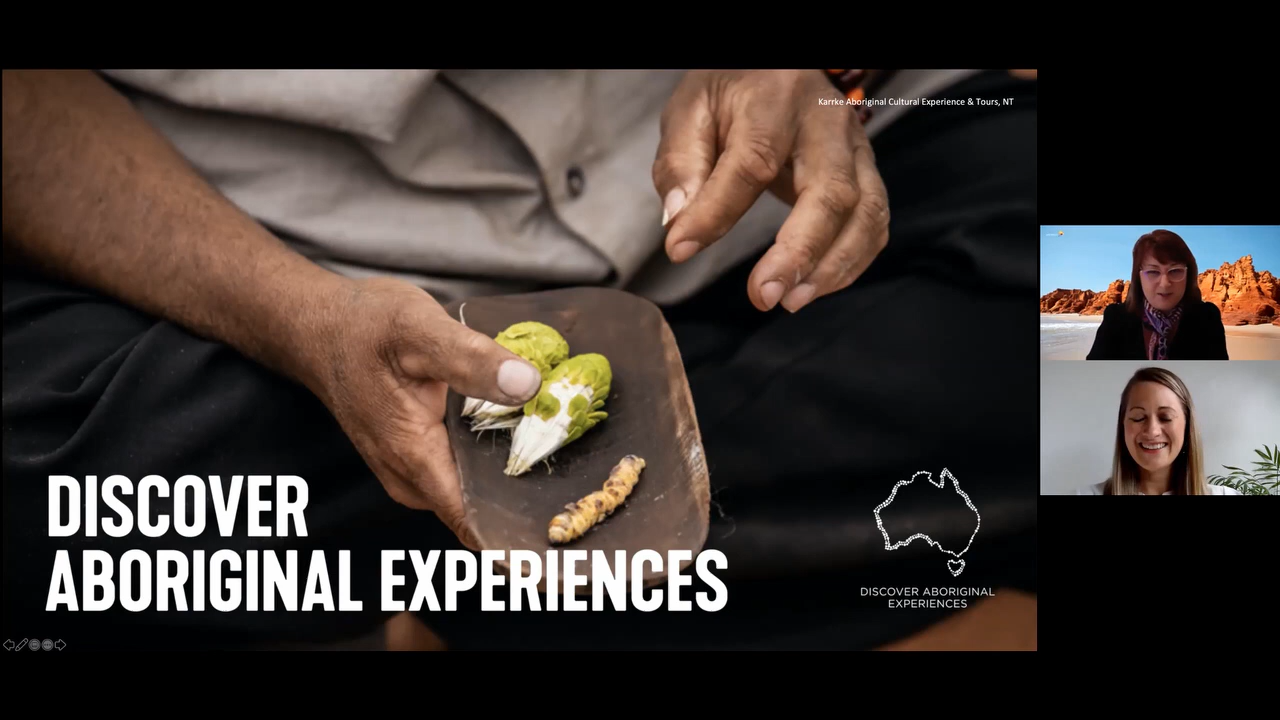 Karrke Aboriginal Cultural Experience & Tours, NT
DISCOVER
ABORIGINAL EXPERIENCES
DISCOVER ABORIGINAL
EXPERIENCES